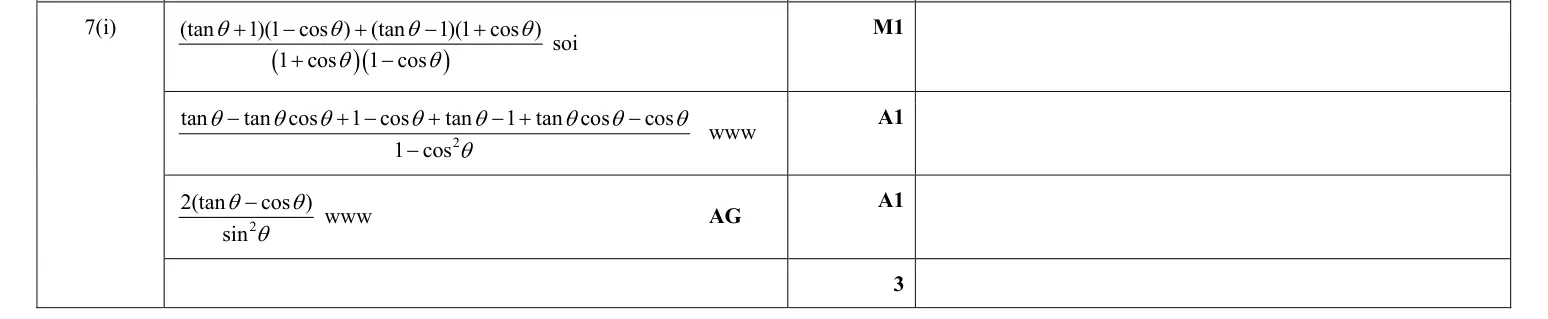 7(i) (tan θ + 1)(1 − cos θ) + (tan θ − 1)(1 + cos θ) / (1 + cos θ)(1 − cos θ) soi M1
tan θ − tan θ cos θ + 1 − cos θ + tan θ − 1 + tan θ cos θ − cos θ / 1 − cos²θ www A1
2(tan θ − cos θ) / sin²θ www AG A1
3